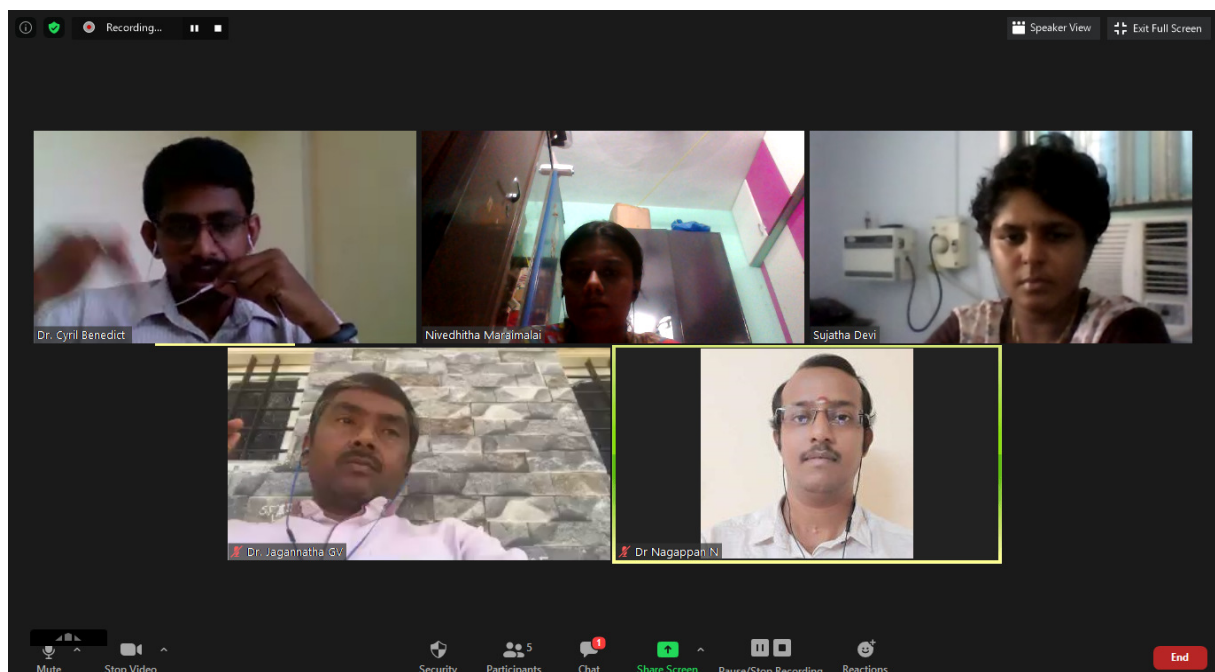 Recording...
Speaker View
Exit Full Screen
Dr. Cyril Benedict
Nivedhitha Maraimalai
Sujatha Devi
Dr. Jagannatha GV
Dr Nagappan N
Mute
Stop Video
Security
Participants 5
Chat 1
Share Screen
Pause/Stop Recording
Reactions
End